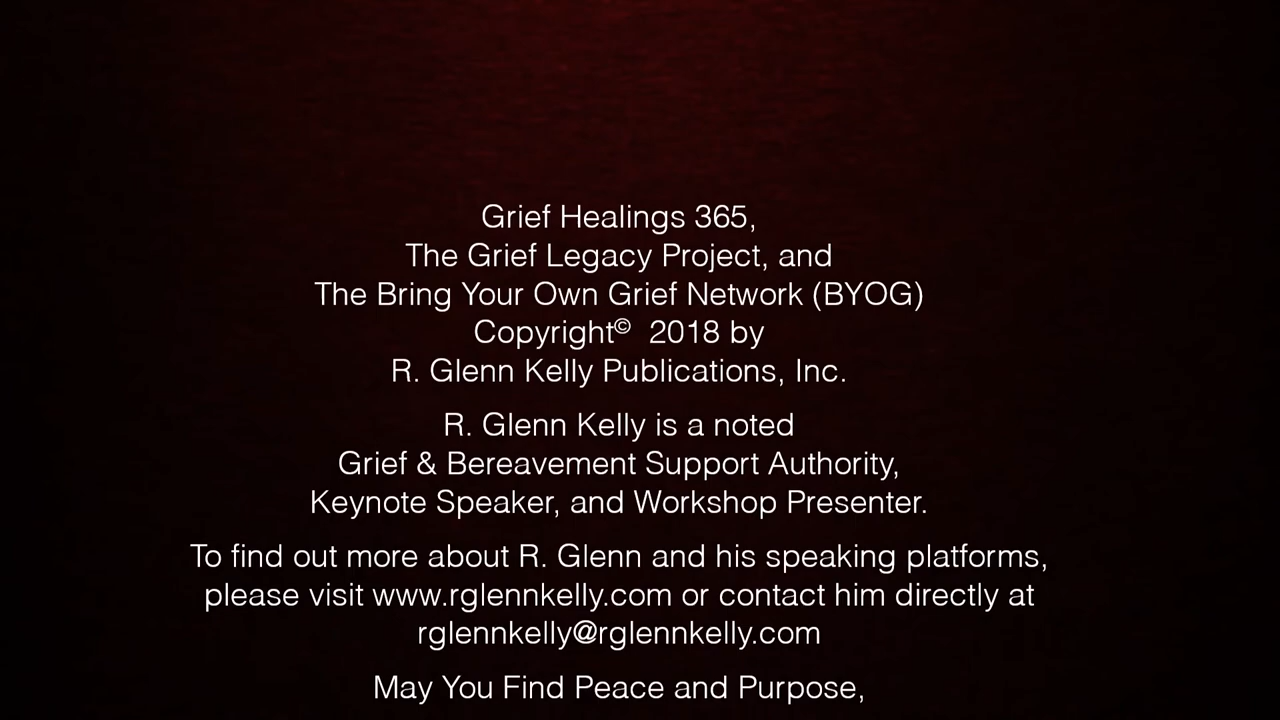 Grief Healings 365,
The Grief Legacy Project, and
The Bring Your Own Grief Network (BYOG)
Copyright© 2018 by
R. Glenn Kelly Publications, Inc.
R. Glenn Kelly is a noted
Grief & Bereavement Support Authority,
Keynote Speaker, and Workshop Presenter.
To find out more about R. Glenn and his speaking platforms,
please visit www.rglennkelly.com or contact him directly at
rglennkelly@rglennkelly.com
May You Find Peace and Purpose,